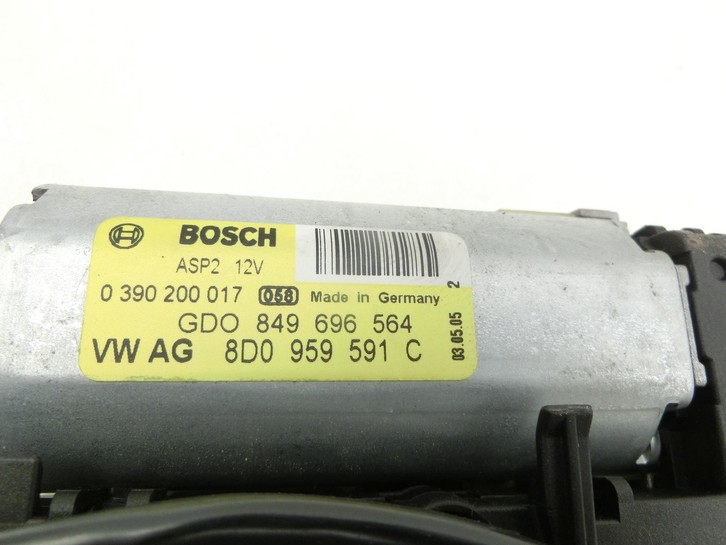 BOSCH
ASP2 12V
0 390 200 017 058 Made in Germany
GDO 849 696 564
VW AG 8D0 959 591 C
03.05.05 2